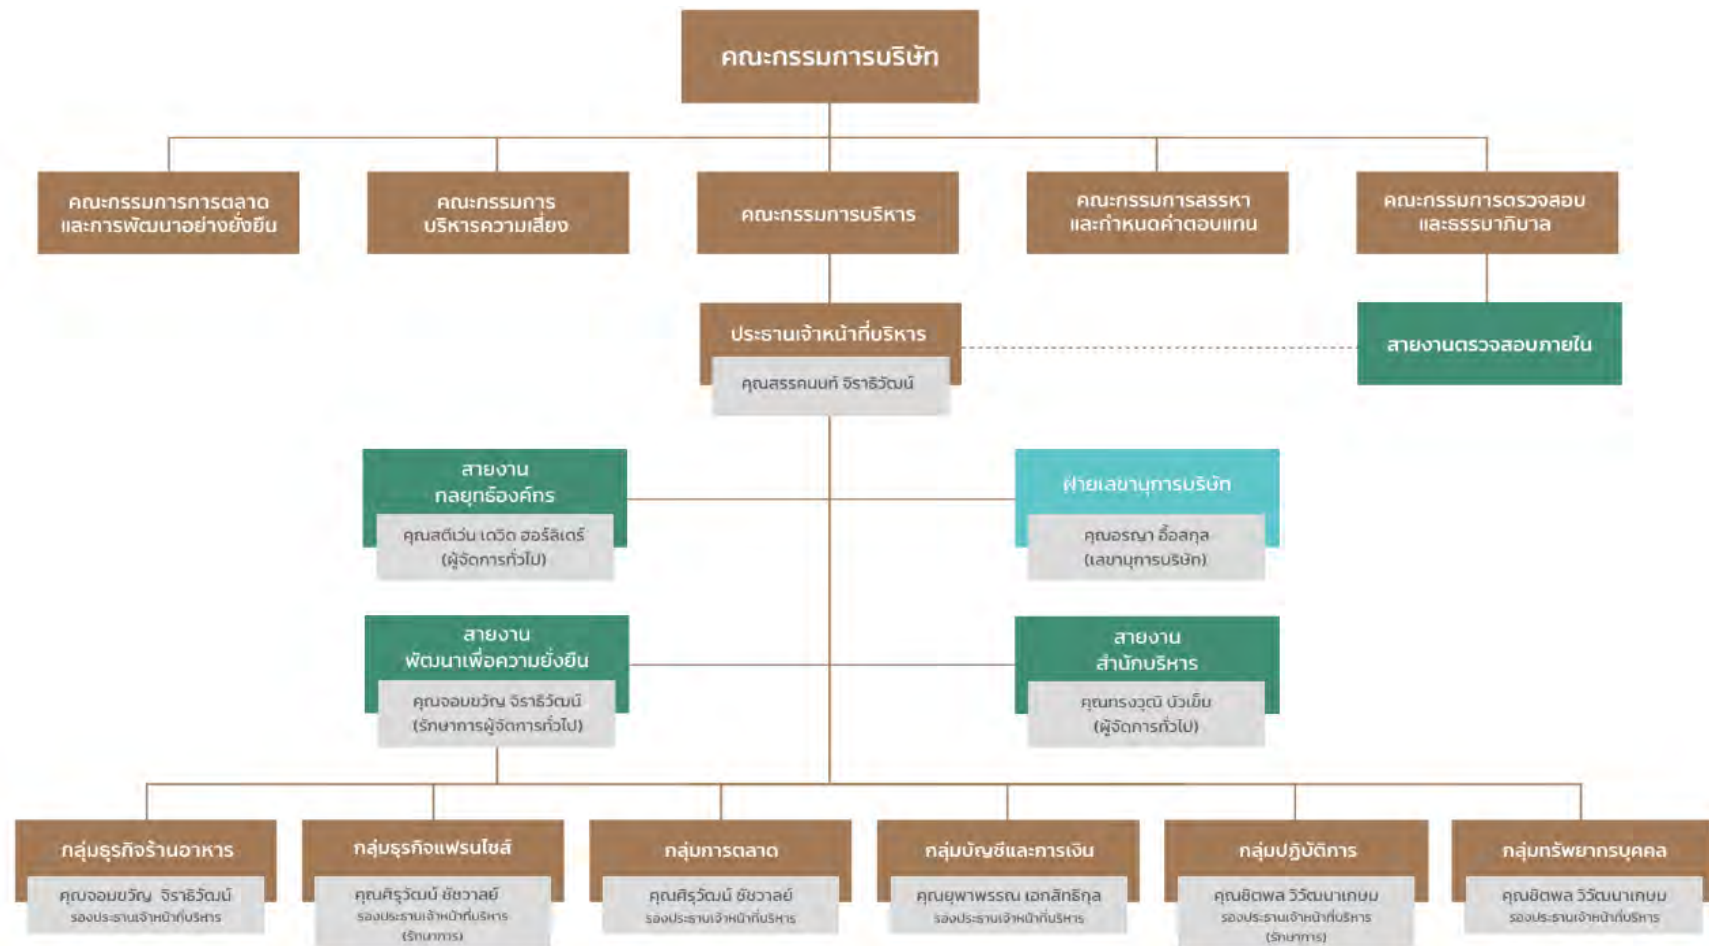 คณะกรรมการบริษัท
คณะกรรมการการตลาด
และการพัฒนาอย่างยั่งยืน
คณะกรรมการ
บริหารความเสี่ยง
คณะกรรมการบริหาร
คณะกรรมการสรรหา
และกำหนดค่าตอบแทน
คณะกรรมการตรวจสอบ
และธรรมาภิบาล
ประธานเจ้าหน้าที่บริหาร
คุณสรรคนนท์ จิราธิวัฒน์
สายงานตรวจสอบภายใน
สายงาน
กลยุทธ์องค์กร
คุณสตีเว่น เดวิด ฮอร์ลิเดร์
(ผู้จัดการทั่วไป)
ฝ่ายเลขานุการบริษัท
คุณอรญา อื้อสกุล
(เลขานุการบริษัท)
สายงาน
พัฒนาเพื่อความยั่งยืน
คุณจอมขวัญ จิราธิวัฒน์
(รักษาการผู้จัดการทั่วไป)
สายงาน
สำนักบริหาร
คุณทรงวุฒิ บัวเข็ม
(ผู้จัดการทั่วไป)
กลุ่มธุรกิจร้านอาหาร
คุณจอมขวัญ จิราธิวัฒน์
รองประธานเจ้าหน้าที่บริหาร
กลุ่มธุรกิจแฟรนไชส์
คุณศิรุวัฒน์ ชัชวาลย์
รองประธานเจ้าหน้าที่บริหาร
(รักษาการ)
กลุ่มการตลาด
คุณศิรุวัฒน์ ชัชวาลย์
รองประธานเจ้าหน้าที่บริหาร
กลุ่มบัญชีและการเงิน
คุณยุพาพรรณ เอกสิทธิกุล
รองประธานเจ้าหน้าที่บริหาร
กลุ่มปฏิบัติการ
คุณชิตพล วิวัฒนาเกษม
รองประธานเจ้าหน้าที่บริหาร
(รักษาการ)
กลุ่มทรัพยากรบุคคล
คุณชิตพล วิวัฒนาเกษม
รองประธานเจ้าหน้าที่บริหาร